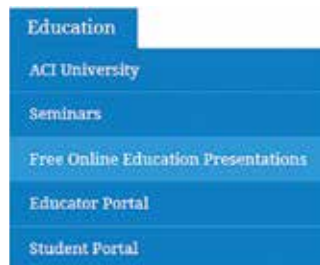 Education
ACI University
Seminars
Free Online Education Presentations
Educator Portal
Student Portal